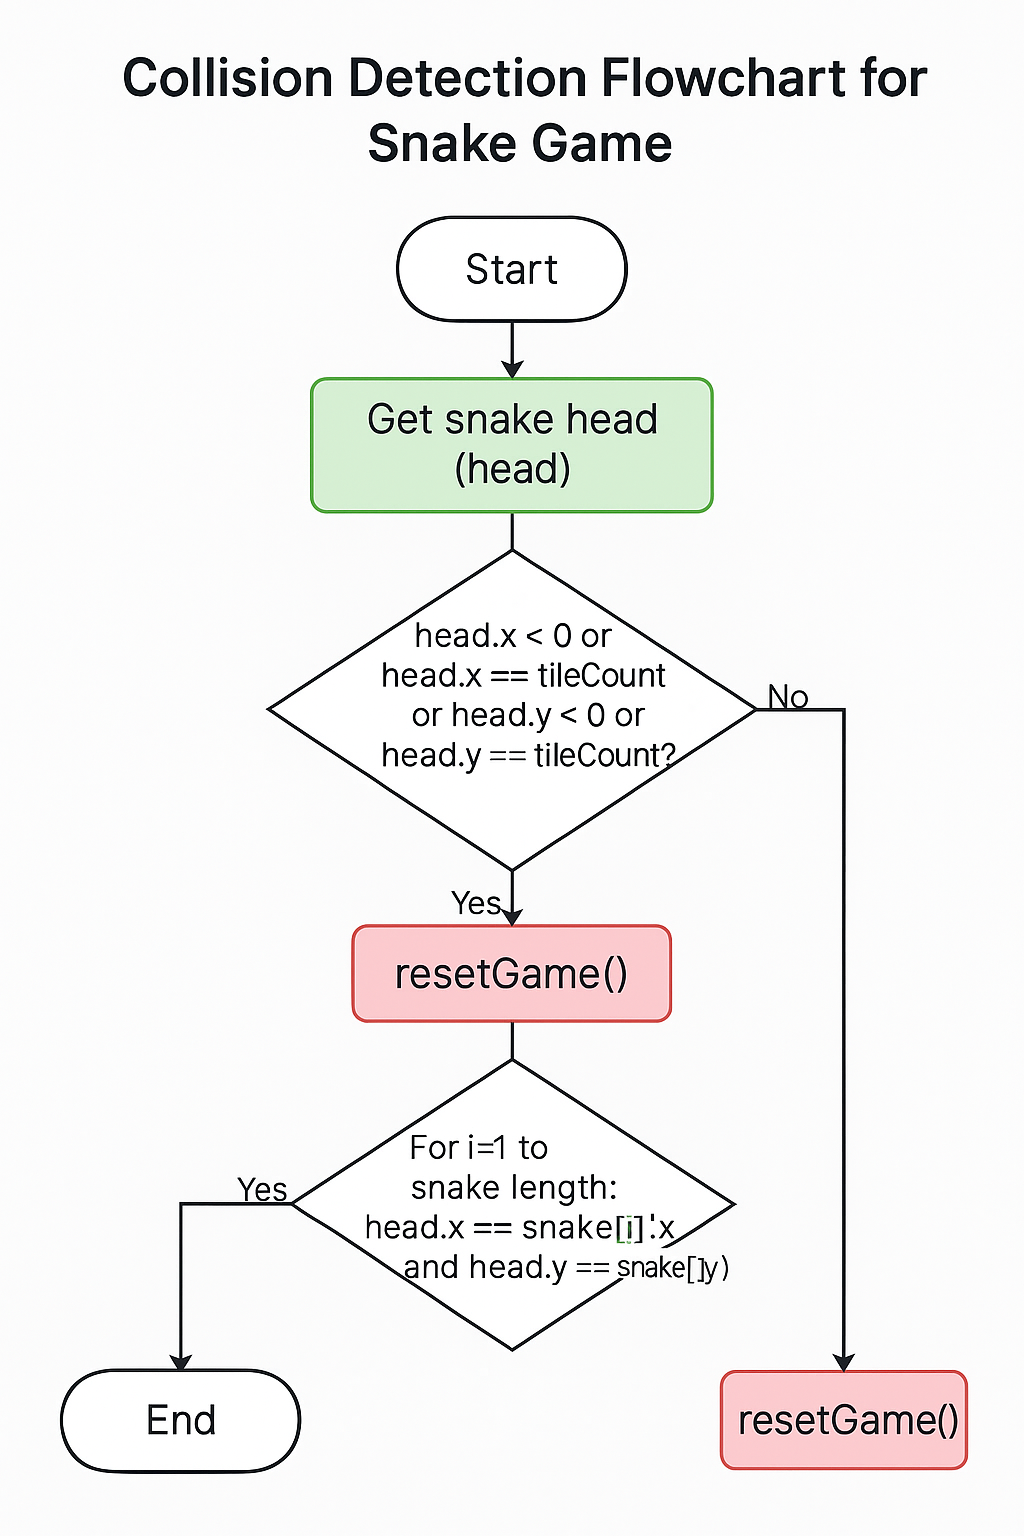 Collision Detection Flowchart for
Snake Game
Start
Get snake head
(head)
head.x < 0 or
head.x == tileCount
or head.y < 0 or
head.y == tileCount?
No
Yes
resetGame()
For i=1 to
snake length:
head.x == snake[i]'.x
and head.y == snake[]y)
Yes
End
resetGame()